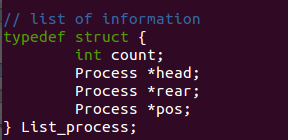 // list of information
typedef struct {
        int count;
        Process *head;
        Process *rear;
        Process *pos;
} List_process;